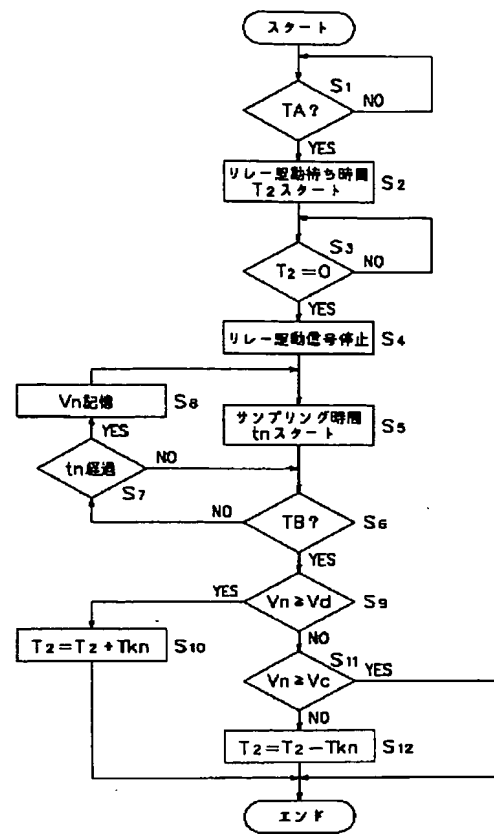 スタート
S1
TA?
NO
YES
リレー駆動待ち時間
T2スタート
S2
S3
T2=0
NO
YES
リレー駆動信号停止
S4
Vn記憶
S8
サンプリング時間
tnスタート
S5
YES
tn経過
NO
S7
NO
TB?
S6
YES
YES
Vn≧Vd
S9
T2=T2+Tkn
S10
NO
S11
Vn≧Vc
YES
NO
T2=T2−Tkn
S12
エンド